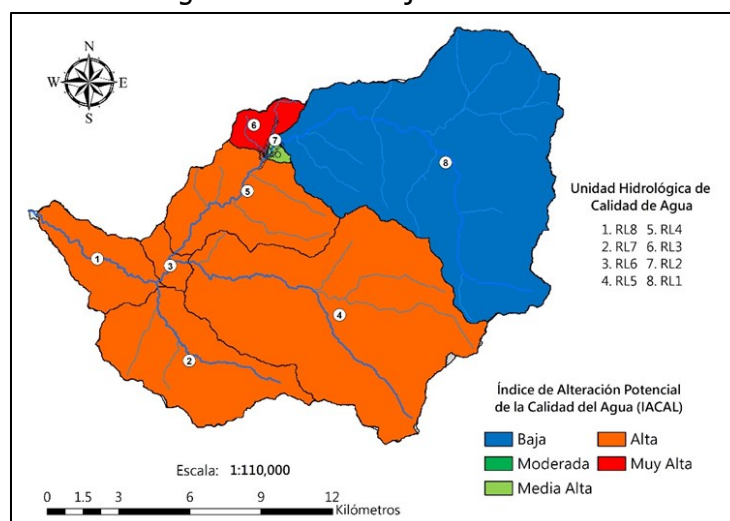 N
W E
S
6
7
8
5
1
3
4
2
Unidad Hidrológica de
Calidad de Agua
1. RL8 5. RL4
2. RL7 6. RL3
3. RL6 7. RL2
4. RL5 8. RL1
Índice de Alteración Potencial
de la Calidad del Agua (IACAL)
Baja Alta
Moderada Muy Alta
Media Alta
Escala: 1:110,000
0 1.5 3 6 9 12
Kilómetros